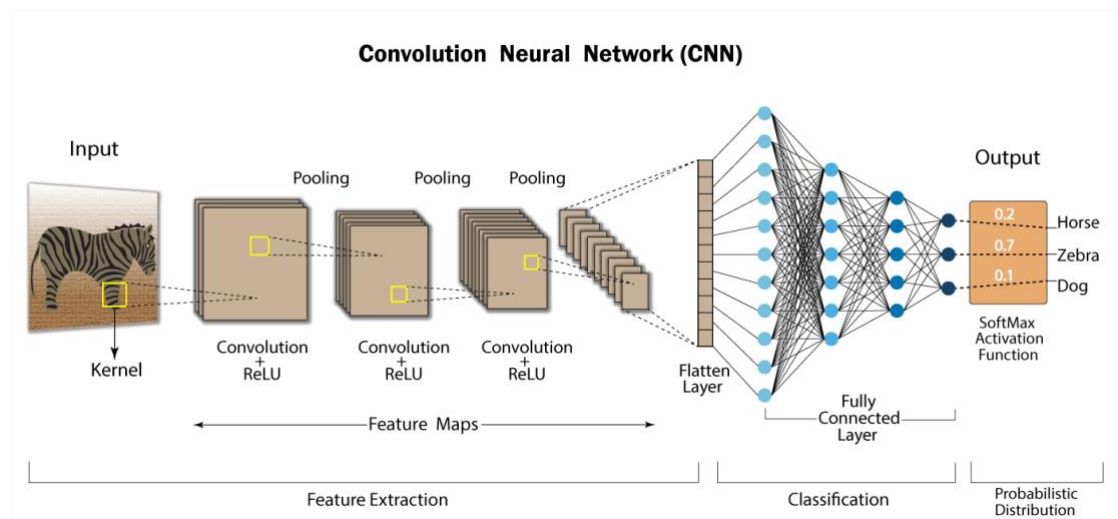 Convolution Neural Network (CNN)
Input
Kernel
Pooling
Pooling
Pooling
Convolution
+
ReLU
Convolution
+
ReLU
Convolution
+
ReLU
Feature Maps
Flatten
Layer
Fully
Connected
Layer
Output
0.2
Horse
0.7
Zebra
0.1
Dog
SoftMax
Activation
Function
Feature Extraction
Classification
Probabilistic
Distribution